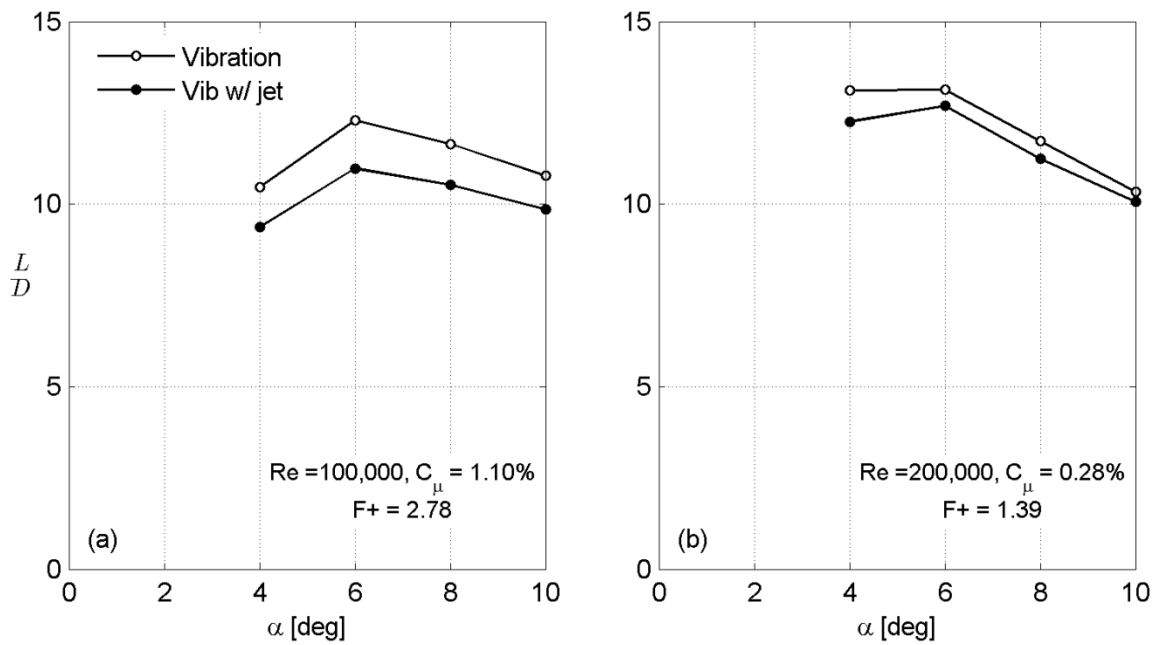 15
Vibration
Vib w/ jet
10
L
D
5
Re =100,000, C_μ = 1.10%
F+ = 2.78
(a)
0
0 2 4 6 8 10
α [deg]
15
10
5
Re =200,000, C_μ = 0.28%
F+ = 1.39
(b)
0
0 2 4 6 8 10
α [deg]